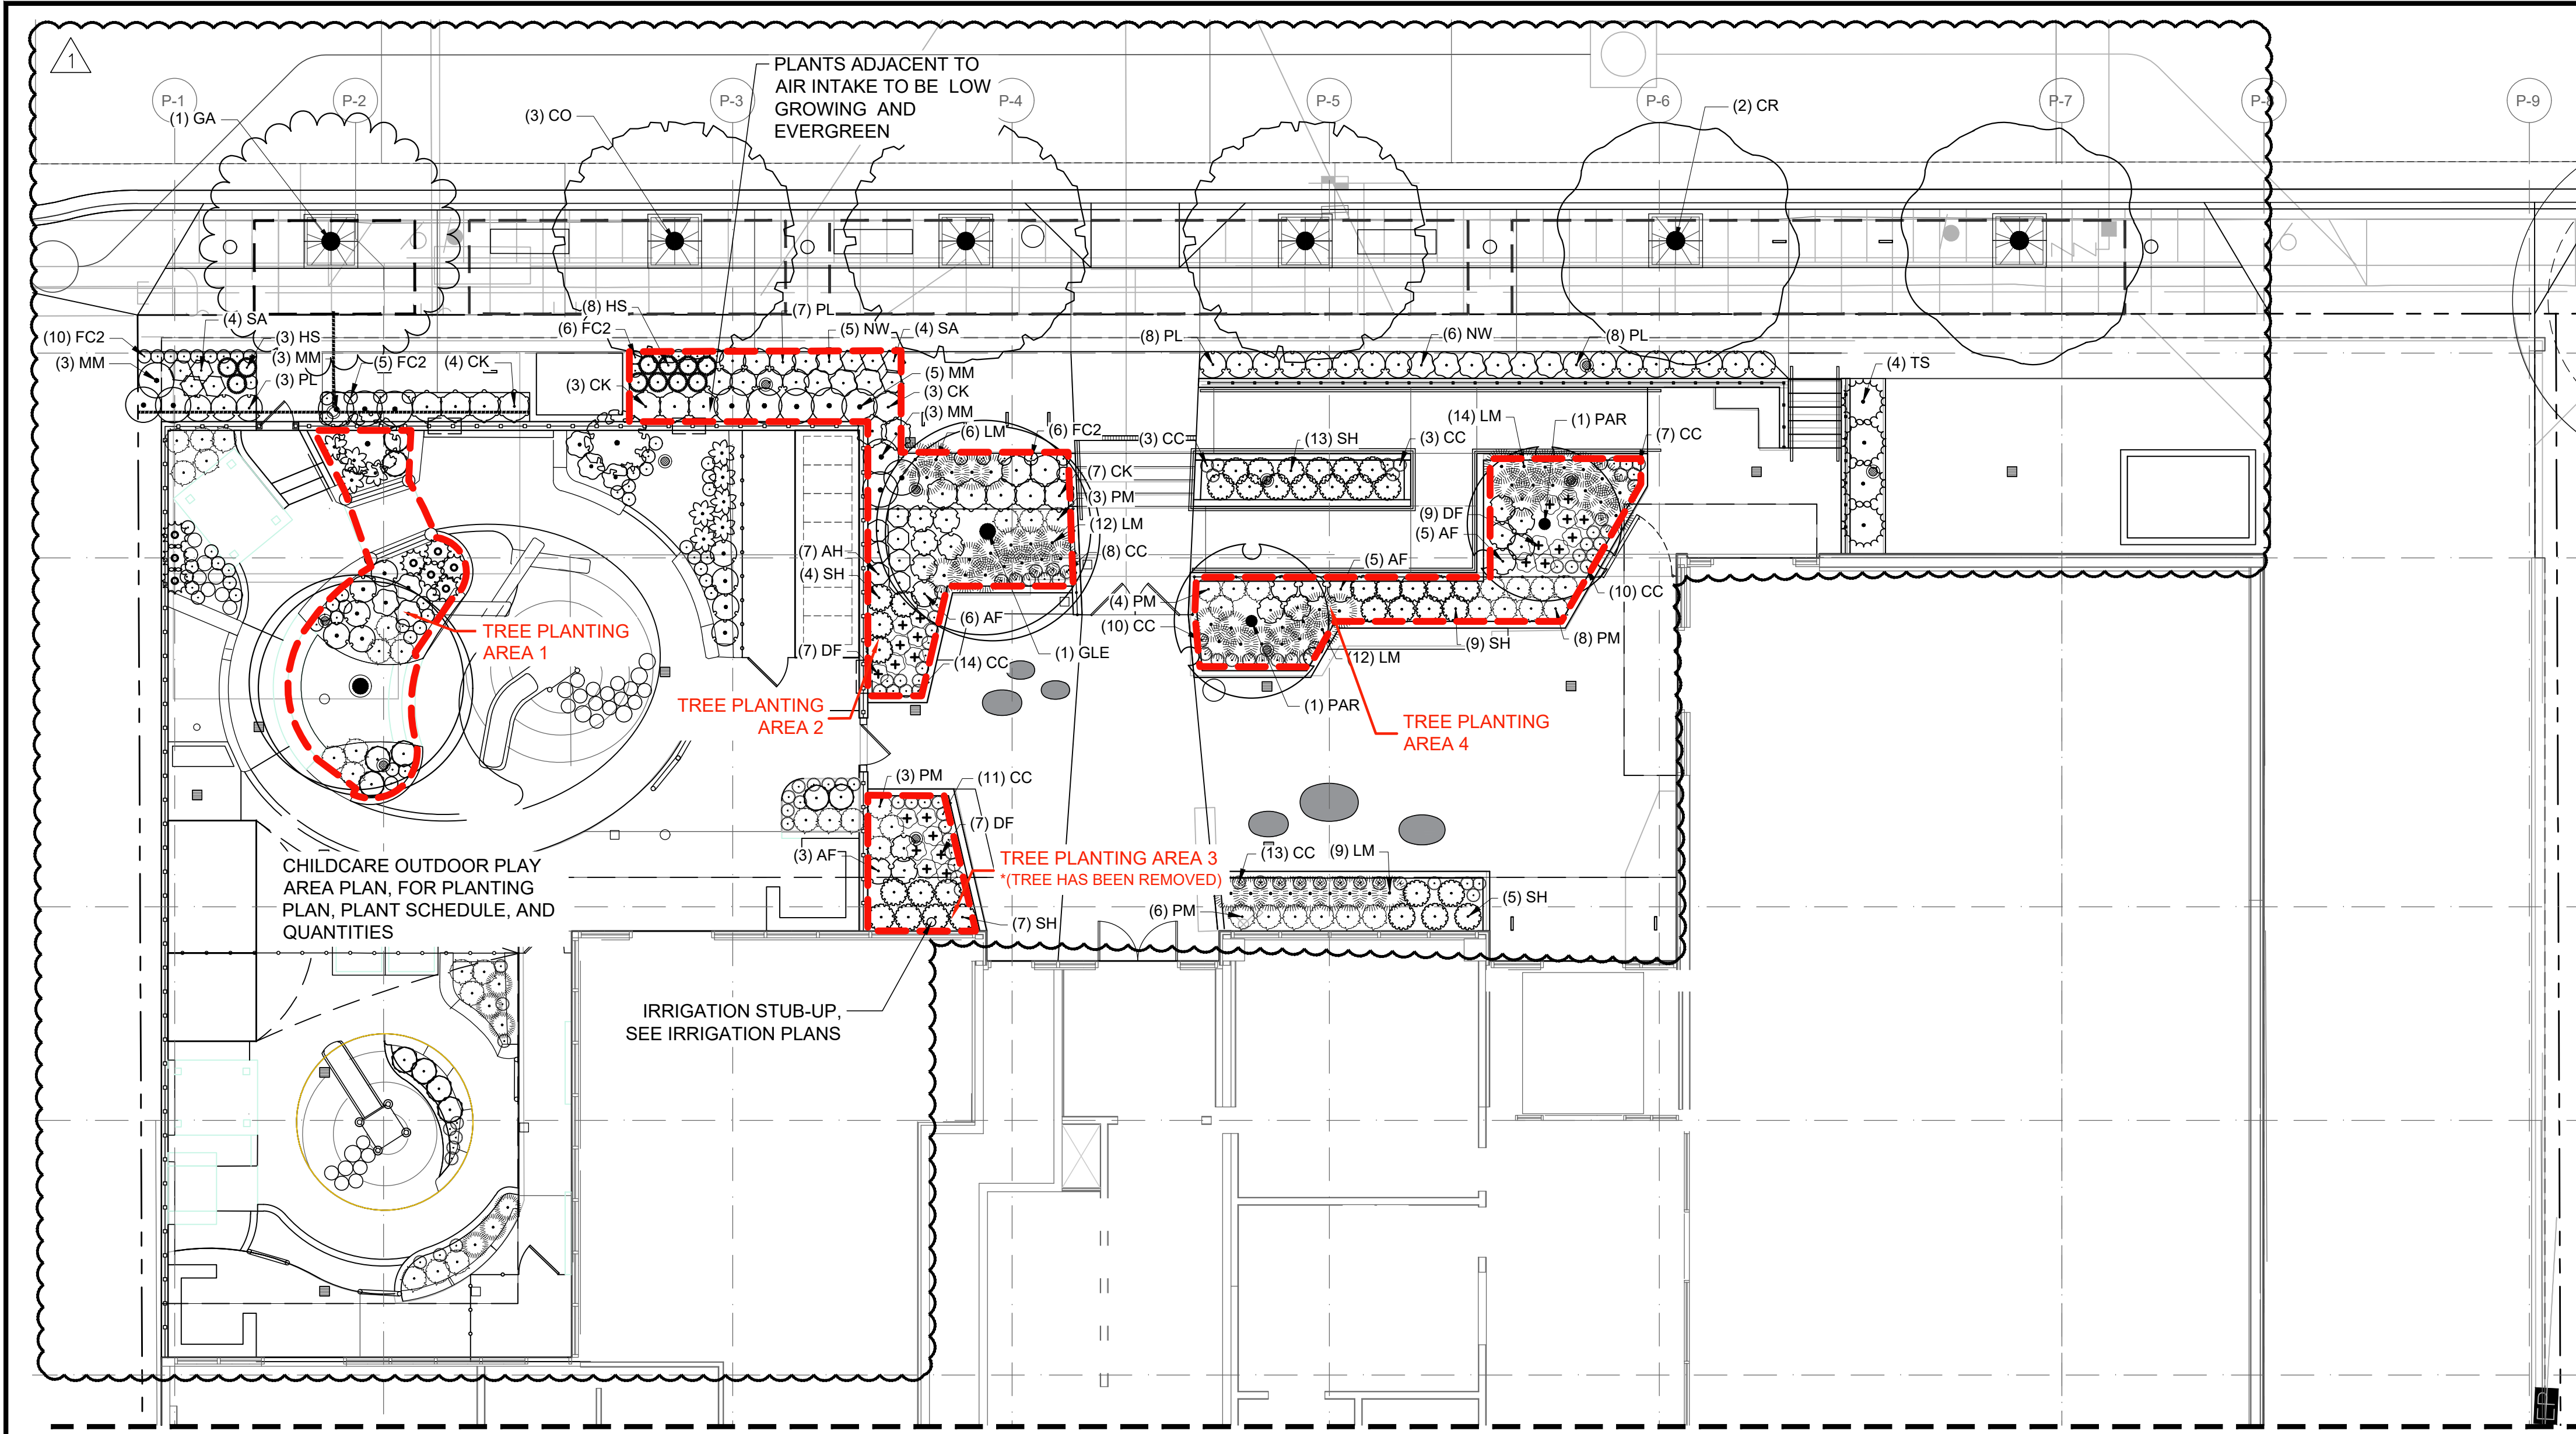 1
PLANTS ADJACENT TO
AIR INTAKE TO BE LOW
GROWING AND
EVERGREEN
P-1
P-2
P-3
P-4
P-5
P-6
P-7
P-8
P-9
(1) GA
(3) CO
(2) CR
(8) HS
(7) PL
(4) SA
(6) FC2
(5) NW
(4) SA
(10) FC2
(3) HS
(8) PL
(6) NW
(8) PL
(3) MM
(3) MM
(5) FC2
(4) CK
(4) TS
(3) PL
(3) CK
(5) MM
(3) CK
(3) MM
(14) LM
(1) PAR
(6) LM
(6) FC2
(3) CC
(13) SH
(3) CC
(7) CC
(7) CK
(3) PM
(9) DF
(12) LM
(5) AF
(7) AH
(8) CC
(5) AF
(4) SH
(10) CC
(4) PM
(6) AF
(10) CC
(8) PM
TREE PLANTING
AREA 1
(7) DF
(1) GLE
(9) SH
(14) CC
(12) LM
TREE PLANTING
AREA 2
(1) PAR
TREE PLANTING
AREA 4
(3) PM
(11) CC
(7) DF
(3) AF
TREE PLANTING AREA 3
*(TREE HAS BEEN REMOVED)
(13) CC
(9) LM
CHILDCARE OUTDOOR PLAY
AREA PLAN, FOR PLANTING
PLAN, PLANT SCHEDULE, AND
QUANTITIES
(5) SH
(6) PM
(7) SH
IRRIGATION STUB-UP,
SEE IRRIGATION PLANS